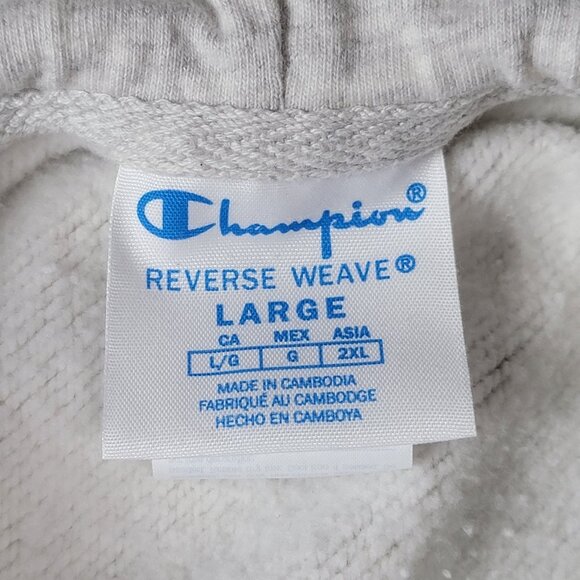 Champion®
REVERSE WEAVE®
LARGE
CA MEX ASIA
L/G G 2XL
MADE IN CAMBODIA
FABRIQUÉ AU CAMBODGE
HECHO EN CAMBOYA